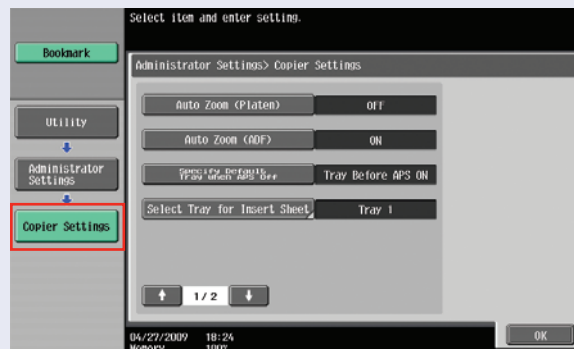 Select item and enter setting.
Bookmark
Administrator Settings> Copier Settings
Auto Zoom (Platen)
OFF
Utility
Auto Zoom (ADF)
ON
Administrator
Settings
Specify Default
Tray when APS Off
Tray Before APS ON
Select Tray for Insert Sheet
Tray 1
Copier Settings
1/ 2
04/27/2009 18:24
Memory 100%
OK